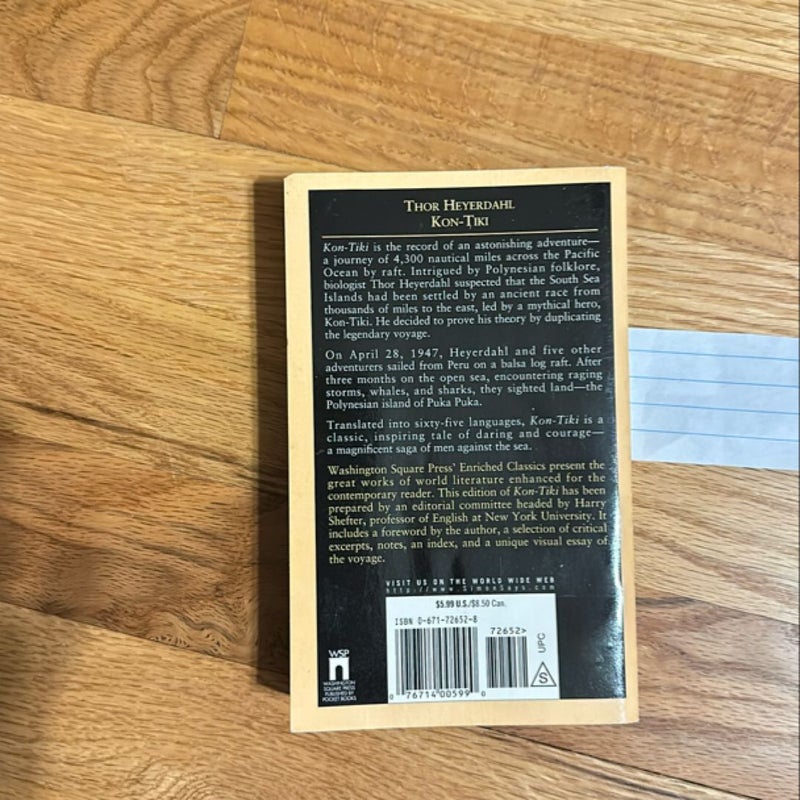 THOR HEYERDAHL
KON-TIKI
Kon-Tiki is the record of an astonishing adventure—
a journey of 4,300 nautical miles across the Pacific
Ocean by raft. Intrigued by Polynesian folklore,
biologist Thor Heyerdahl suspected that the South Sea
Islands had been settled by an ancient race from
thousands of miles to the east, led by a mythical hero,
Kon-Tiki. He decided to prove his theory by duplicating
the legendary voyage.
On April 28, 1947, Heyerdahl and five other
adventurers sailed from Peru on a balsa log raft. After
three months on the open sea, encountering raging
storms, whales, and sharks, they sighted land—the
Polynesian island of Puka Puka.
Translated into sixty-five languages, Kon-Tiki is a
classic, inspiring tale of daring and courage—
a magnificent saga of men against the sea.
Washington Square Press' Enriched Classics present the
great works of world literature enhanced for the
contemporary reader. This edition of Kon-Tiki has been
prepared by an editorial committee headed by Harry
Shefter, professor of English at New York University. It
includes a foreword by the author, a selection of critical
excerpts, notes, an index, and a unique visual essay of
the voyage.
VISIT US ON THE WORLD WIDE WEB
http://www.SimonSays.com
$5.99 U.S./$8.50 Can.
ISBN 0-671-72652-8
72652>
UPC
S
0 76714 00599 0
WSP
WASHINGTON
SQUARE PRESS
PUBLISHED BY
POCKET BOOKS